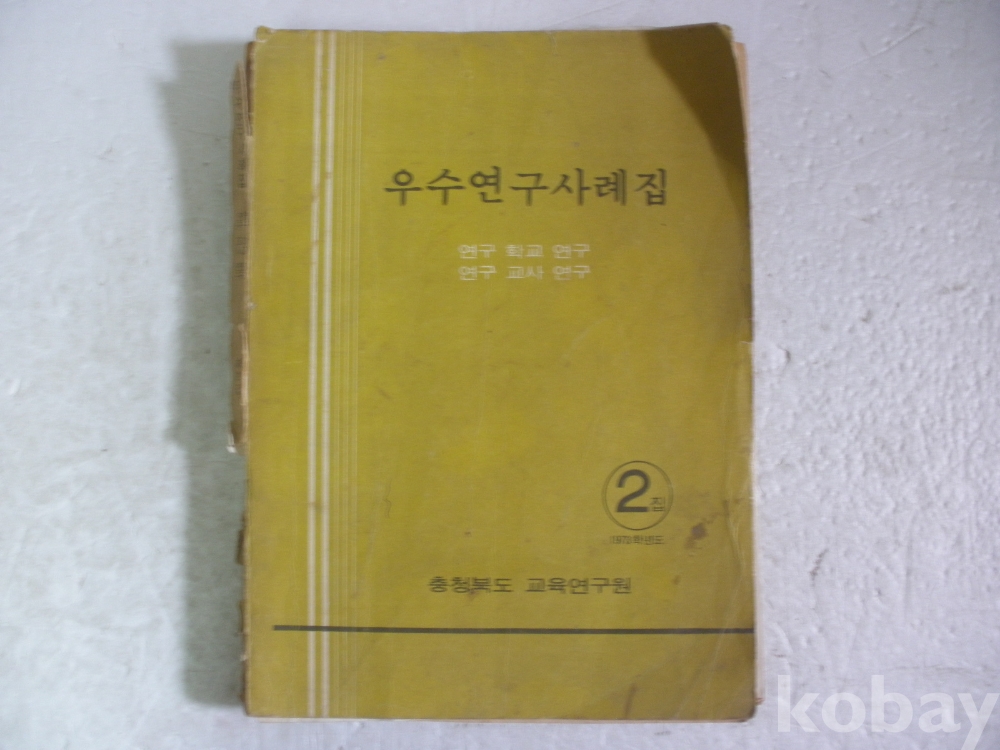 우수연구사례집
연구 학교 연구
연구 교사 연구
2집
충청북도 교육연구원
kobay